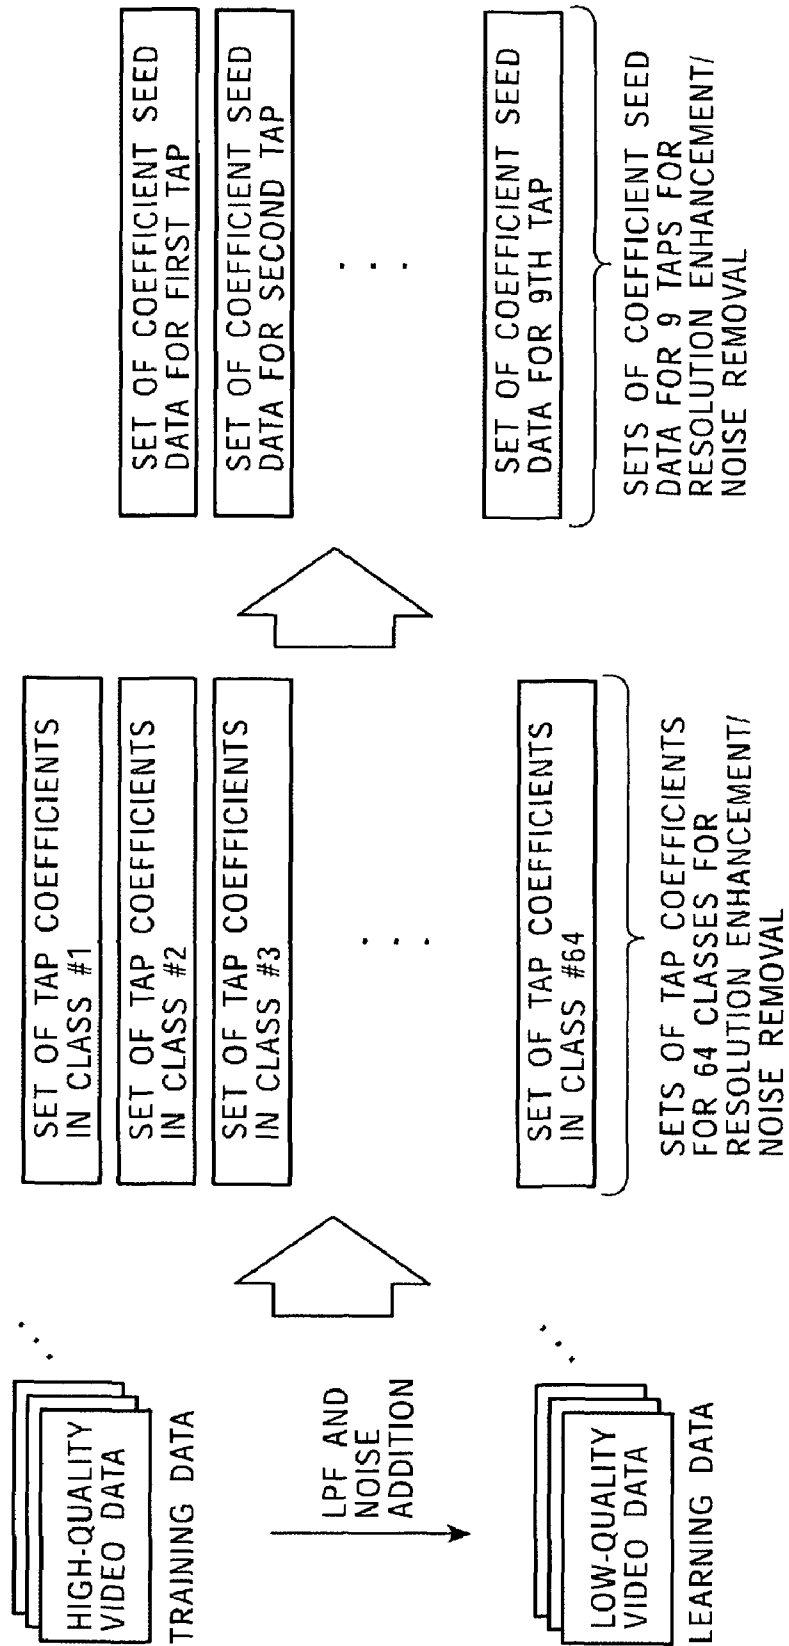 HIGH-QUALITY
VIDEO DATA
TRAINING DATA
LPF AND
NOISE
ADDITION
LOW-QUALITY
VIDEO DATA
LEARNING DATA
SET OF TAP COEFFICIENTS
IN CLASS #1
SET OF TAP COEFFICIENTS
IN CLASS #2
SET OF TAP COEFFICIENTS
IN CLASS #3
. . .
SET OF TAP COEFFICIENTS
IN CLASS #64
SETS OF TAP COEFFICIENTS
FOR 64 CLASSES FOR
RESOLUTION ENHANCEMENT/
NOISE REMOVAL
SET OF COEFFICIENT SEED
DATA FOR FIRST TAP
SET OF COEFFICIENT SEED
DATA FOR SECOND TAP
. . .
SET OF COEFFICIENT SEED
DATA FOR 9TH TAP
SETS OF COEFFICIENT SEED
DATA FOR 9 TAPS FOR
RESOLUTION ENHANCEMENT/
NOISE REMOVAL